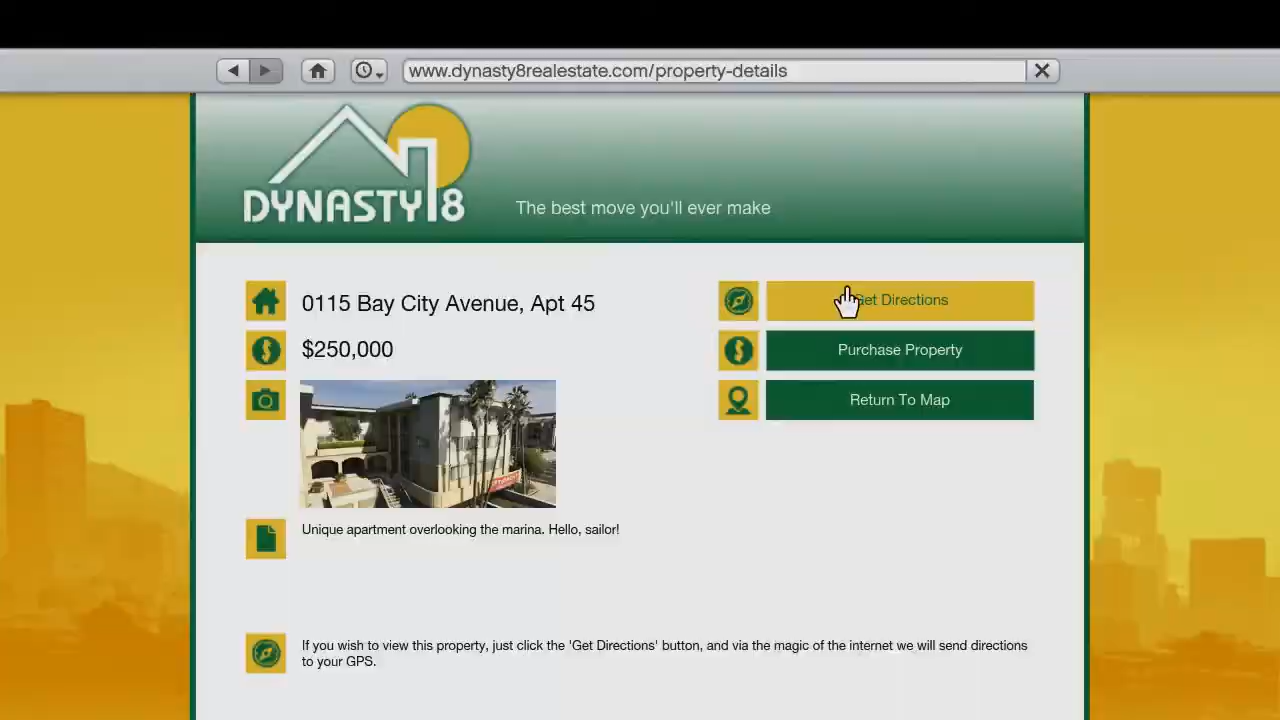 www.dynasty8realestate.com/property-details
DYNASTY 8
The best move you'll ever make
0115 Bay City Avenue, Apt 45
$250,000
Get Directions
Purchase Property
Return To Map
Unique apartment overlooking the marina. Hello, sailor!
If you wish to view this property, just click the 'Get Directions' button, and via the magic of the internet we will send directions
to your GPS.